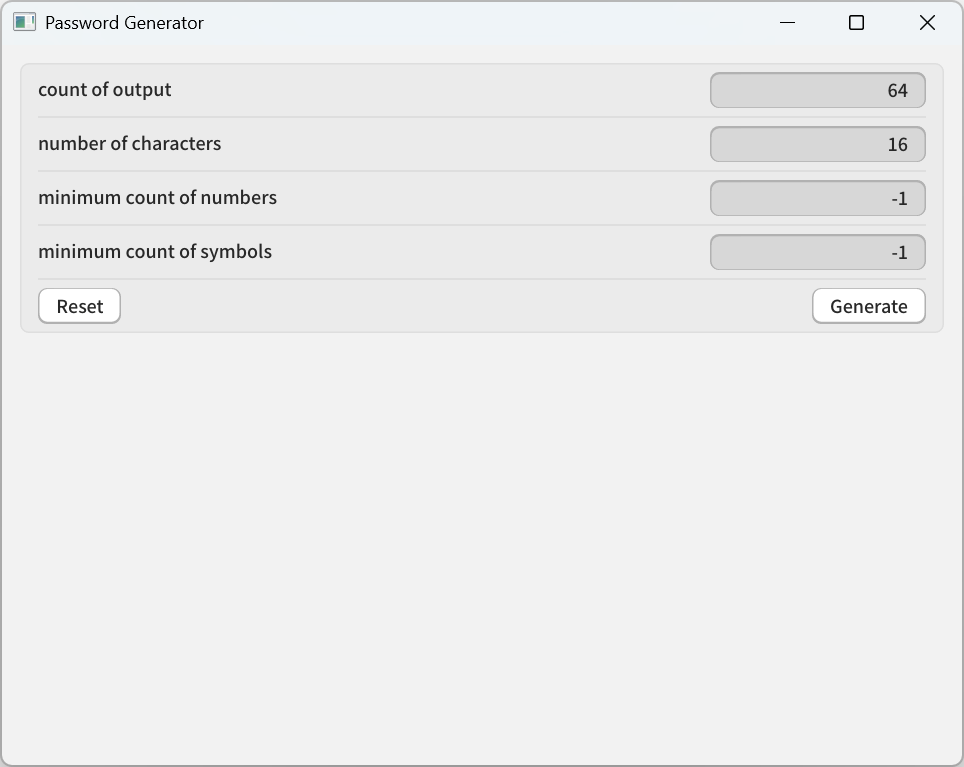 Password Generator
count of output 64
number of characters 16
minimum count of numbers -1
minimum count of symbols -1
Reset Generate